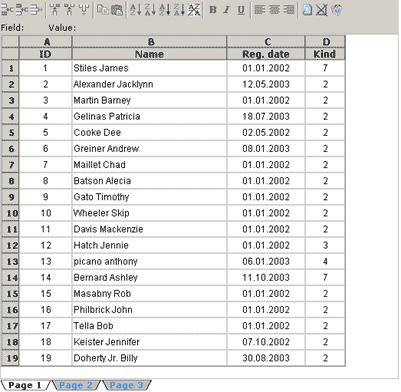 B I U
Field: Value:
A B C D
ID Name Reg. date Kind
1 1 Stiles James 01.01.2002 7
2 2 Alexander Jacklynn 12.05.2003 2
3 3 Martin Barney 01.01.2002 2
4 4 Gelinas Patricia 18.07.2003 2
5 5 Cooke Dee 02.05.2002 2
6 6 Greiner Andrew 08.01.2003 2
7 7 Maillet Chad 01.01.2002 2
8 8 Batson Alecia 01.01.2002 2
9 9 Gato Timothy 01.01.2002 2
10 10 Wheeler Skip 01.01.2002 2
11 11 Davis Mackenzie 01.01.2002 2
12 12 Hatch Jennie 01.01.2002 3
13 13 picano anthony 06.01.2003 4
14 14 Bernard Ashley 11.10.2003 7
15 15 Masabny Rob 01.01.2002 2
16 16 Philbrick John 01.01.2002 2
17 17 Tella Bob 01.01.2002 2
18 18 Keister Jennifer 07.10.2002 2
19 19 Doherty Jr. Billy 30.08.2003 2
Page 1 Page 2 Page 3